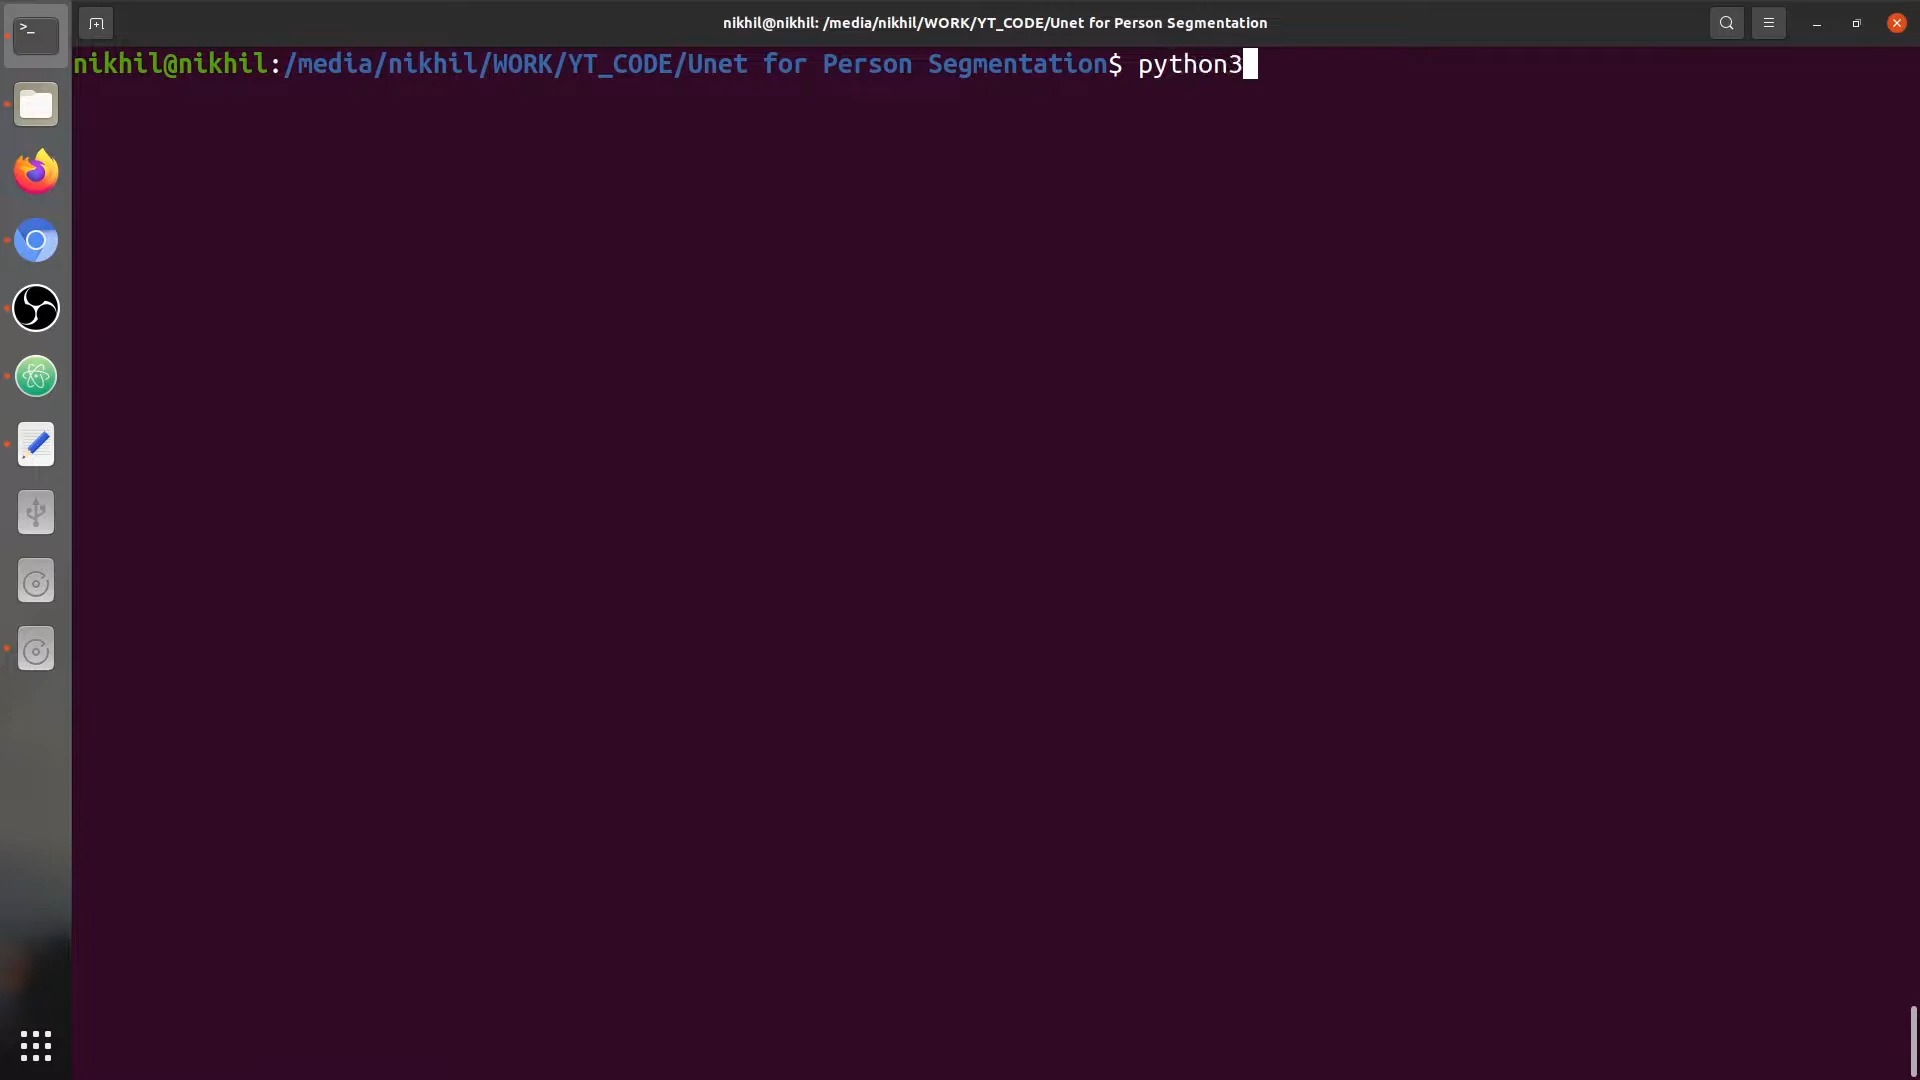 nikhil@nikhil: /media/nikhil/WORK/YT_CODE/Unet for Person Segmentation
nikhil@nikhil:/media/nikhil/WORK/YT_CODE/Unet for Person Segmentation$ python3
>_